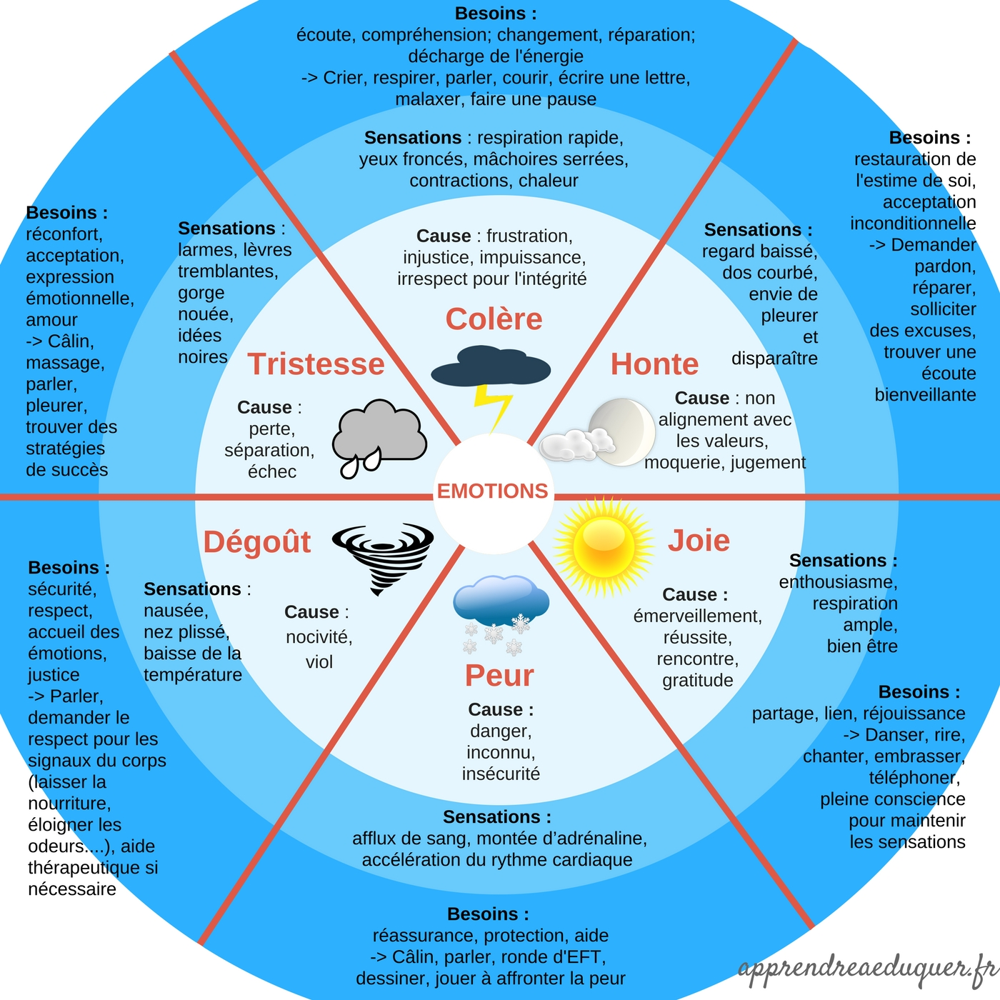 Besoins :
écoute, compréhension; changement, réparation;
décharge de l'énergie
-> Crier, respirer, parler, courir, écrire une lettre,
malaxer, faire une pause
Sensations : respiration rapide,
yeux froncés, mâchoires serrées,
contractions, chaleur
Cause : frustration,
injustice, impuissance,
irrespect pour l'intégrité
Colère
Besoins :
restauration de
l'estime de soi,
acceptation
inconditionnelle
-> Demander
pardon,
réparer,
solliciter
des excuses,
trouver une
écoute
bienveillante
Sensations :
regard baissé,
dos courbé,
envie de
pleurer
et
disparaître
Honte
Cause : non
alignement avec
les valeurs,
moquerie, jugement
Besoins :
réconfort,
acceptation,
expression
émotionnelle,
amour
-> Câlin,
massage,
parler,
pleurer,
trouver des
stratégies
de succès
Sensations :
larmes, lèvres
tremblantes,
gorge
nouée,
idées
noires
Tristesse
Cause :
perte,
séparation,
échec
EMOTIONS
Dégoût
Besoins :
sécurité,
respect,
accueil des
émotions,
justice
-> Parler,
demander le
respect pour les
signaux du corps
(laisser la
nourriture,
éloigner les
odeurs....), aide
thérapeutique si
nécessaire
Sensations :
nausée,
nez plissé,
baisse de la
température
Cause :
nocivité,
viol
Joie
Cause :
émerveillement,
réussite,
rencontre,
gratitude
Sensations :
enthousiasme,
respiration
ample,
bien être
Besoins :
partage, lien, réjouissance
-> Danser, rire,
chanter, embrasser,
téléphoner,
pleine conscience
pour maintenir
les sensations
Peur
Cause :
danger,
inconnu,
insécurité
Sensations :
afflux de sang, montée d’adrénaline,
accélération du rythme cardiaque
Besoins :
réassurance, protection, aide
-> Câlin, parler, ronde d'EFT,
dessiner, jouer à affronter la peur
apprendreaeduquer.fr